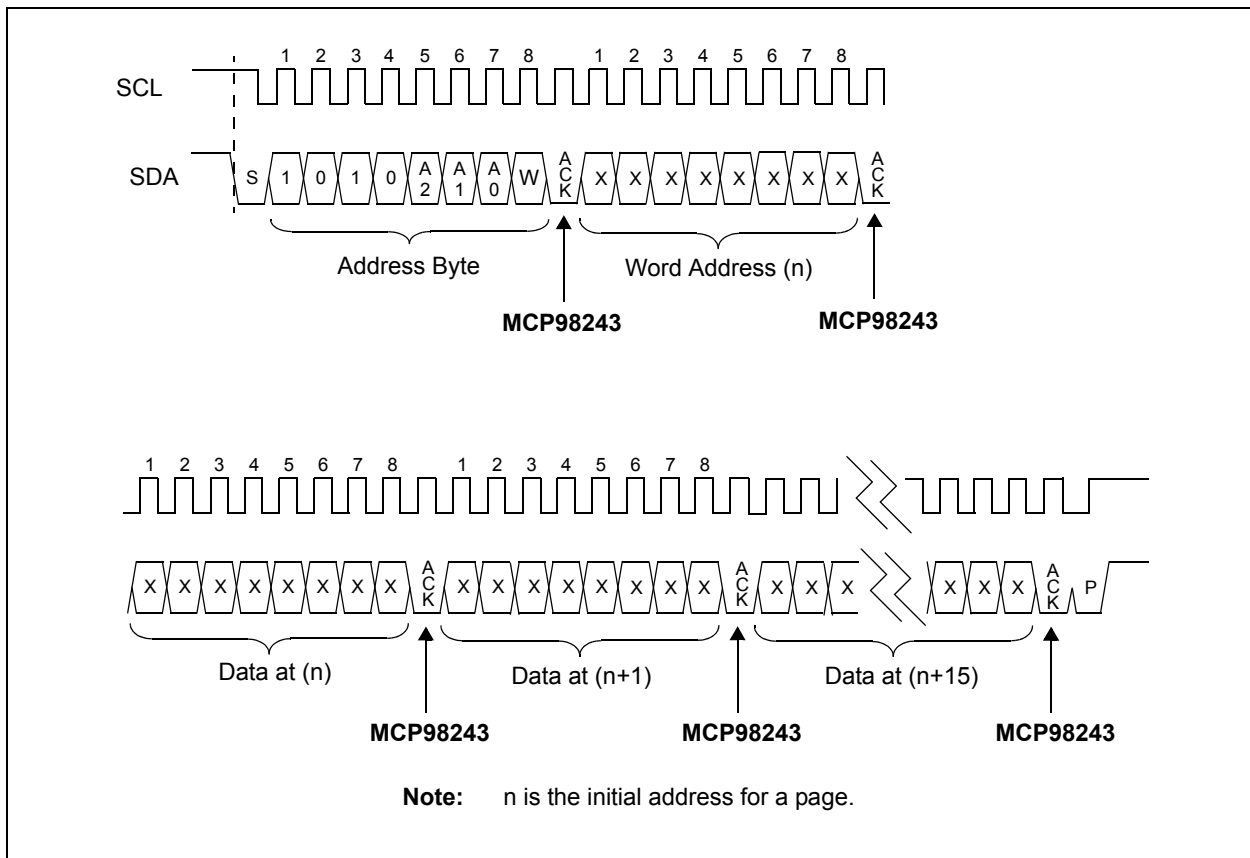 1 2 3 4 5 6 7 8 1 2 3 4 5 6 7 8
SCL
SDA
S 1 0 1 0 A2 A1 A0 W ACK X X X X X X X X ACK
Address Byte
Word Address (n)
MCP98243
MCP98243
1 2 3 4 5 6 7 8 1 2 3 4 5 6 7 8
X X X X X X X X ACK X X X X X X X X ACK X X X X X X ACK P
Data at (n)
Data at (n+1)
Data at (n+15)
MCP98243
MCP98243
MCP98243
Note: n is the initial address for a page.